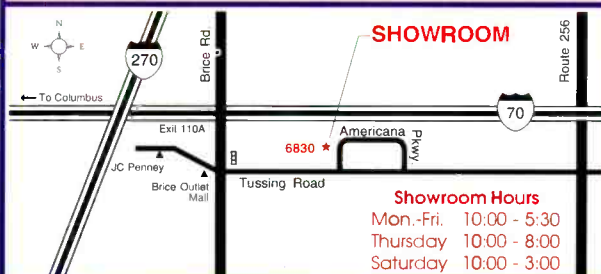 N
W E
S
270
Brice Rd.
SHOWROOM
Route 256
← To Columbus
70
Exit 110A
6830 ★
Americana Pkwy.
JC Penney
Brice Outlet
Mall
Tussing Road
Showroom Hours
Mon.-Fri. 10:00 - 5:30
Thursday 10:00 - 8:00
Saturday 10:00 - 3:00